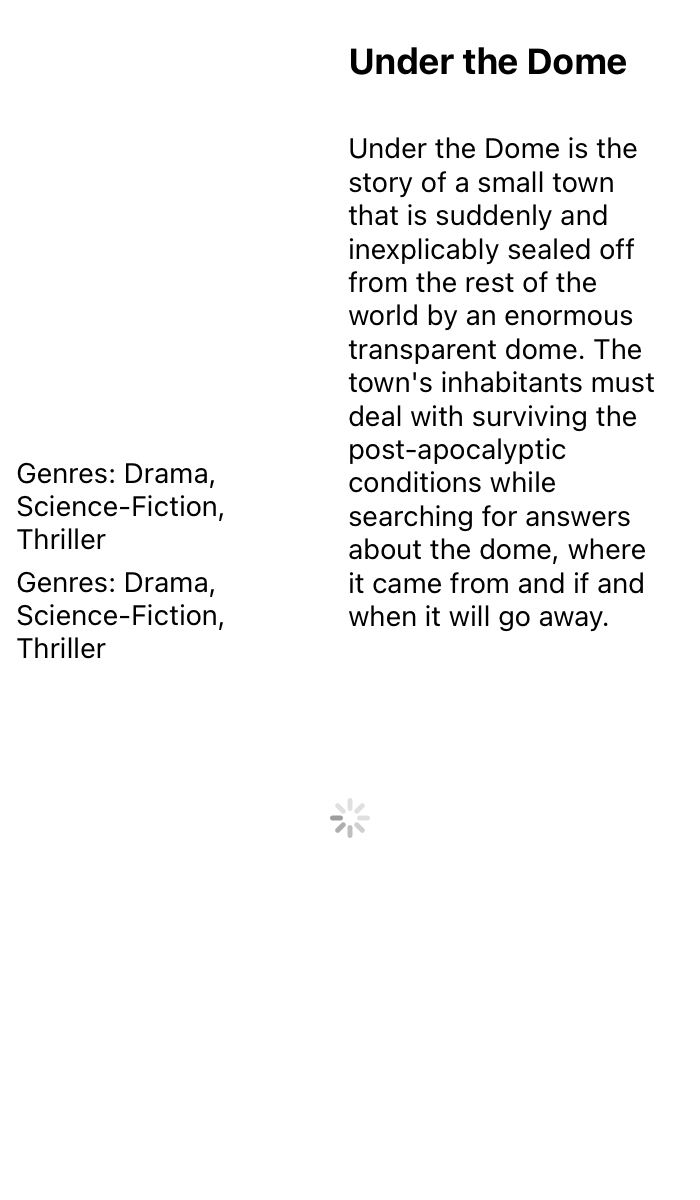 Under the Dome
Under the Dome is the
story of a small town
that is suddenly and
inexplicably sealed off
from the rest of the
world by an enormous
transparent dome. The
town's inhabitants must
deal with surviving the
post-apocalyptic
conditions while
searching for answers
about the dome, where
it came from and if and
when it will go away.
Genres: Drama,
Science-Fiction,
Thriller
Genres: Drama,
Science-Fiction,
Thriller